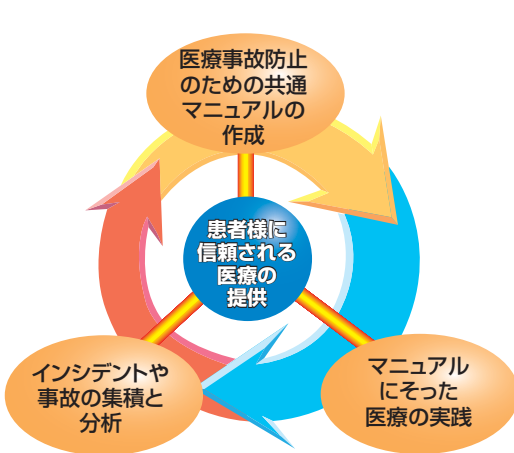 医療事故防止
のための共通
マニュアルの
作成
患者様に
信頼される
医療の
提供
インシデントや
事故の集積と
分析
マニュアル
にそった
医療の実践